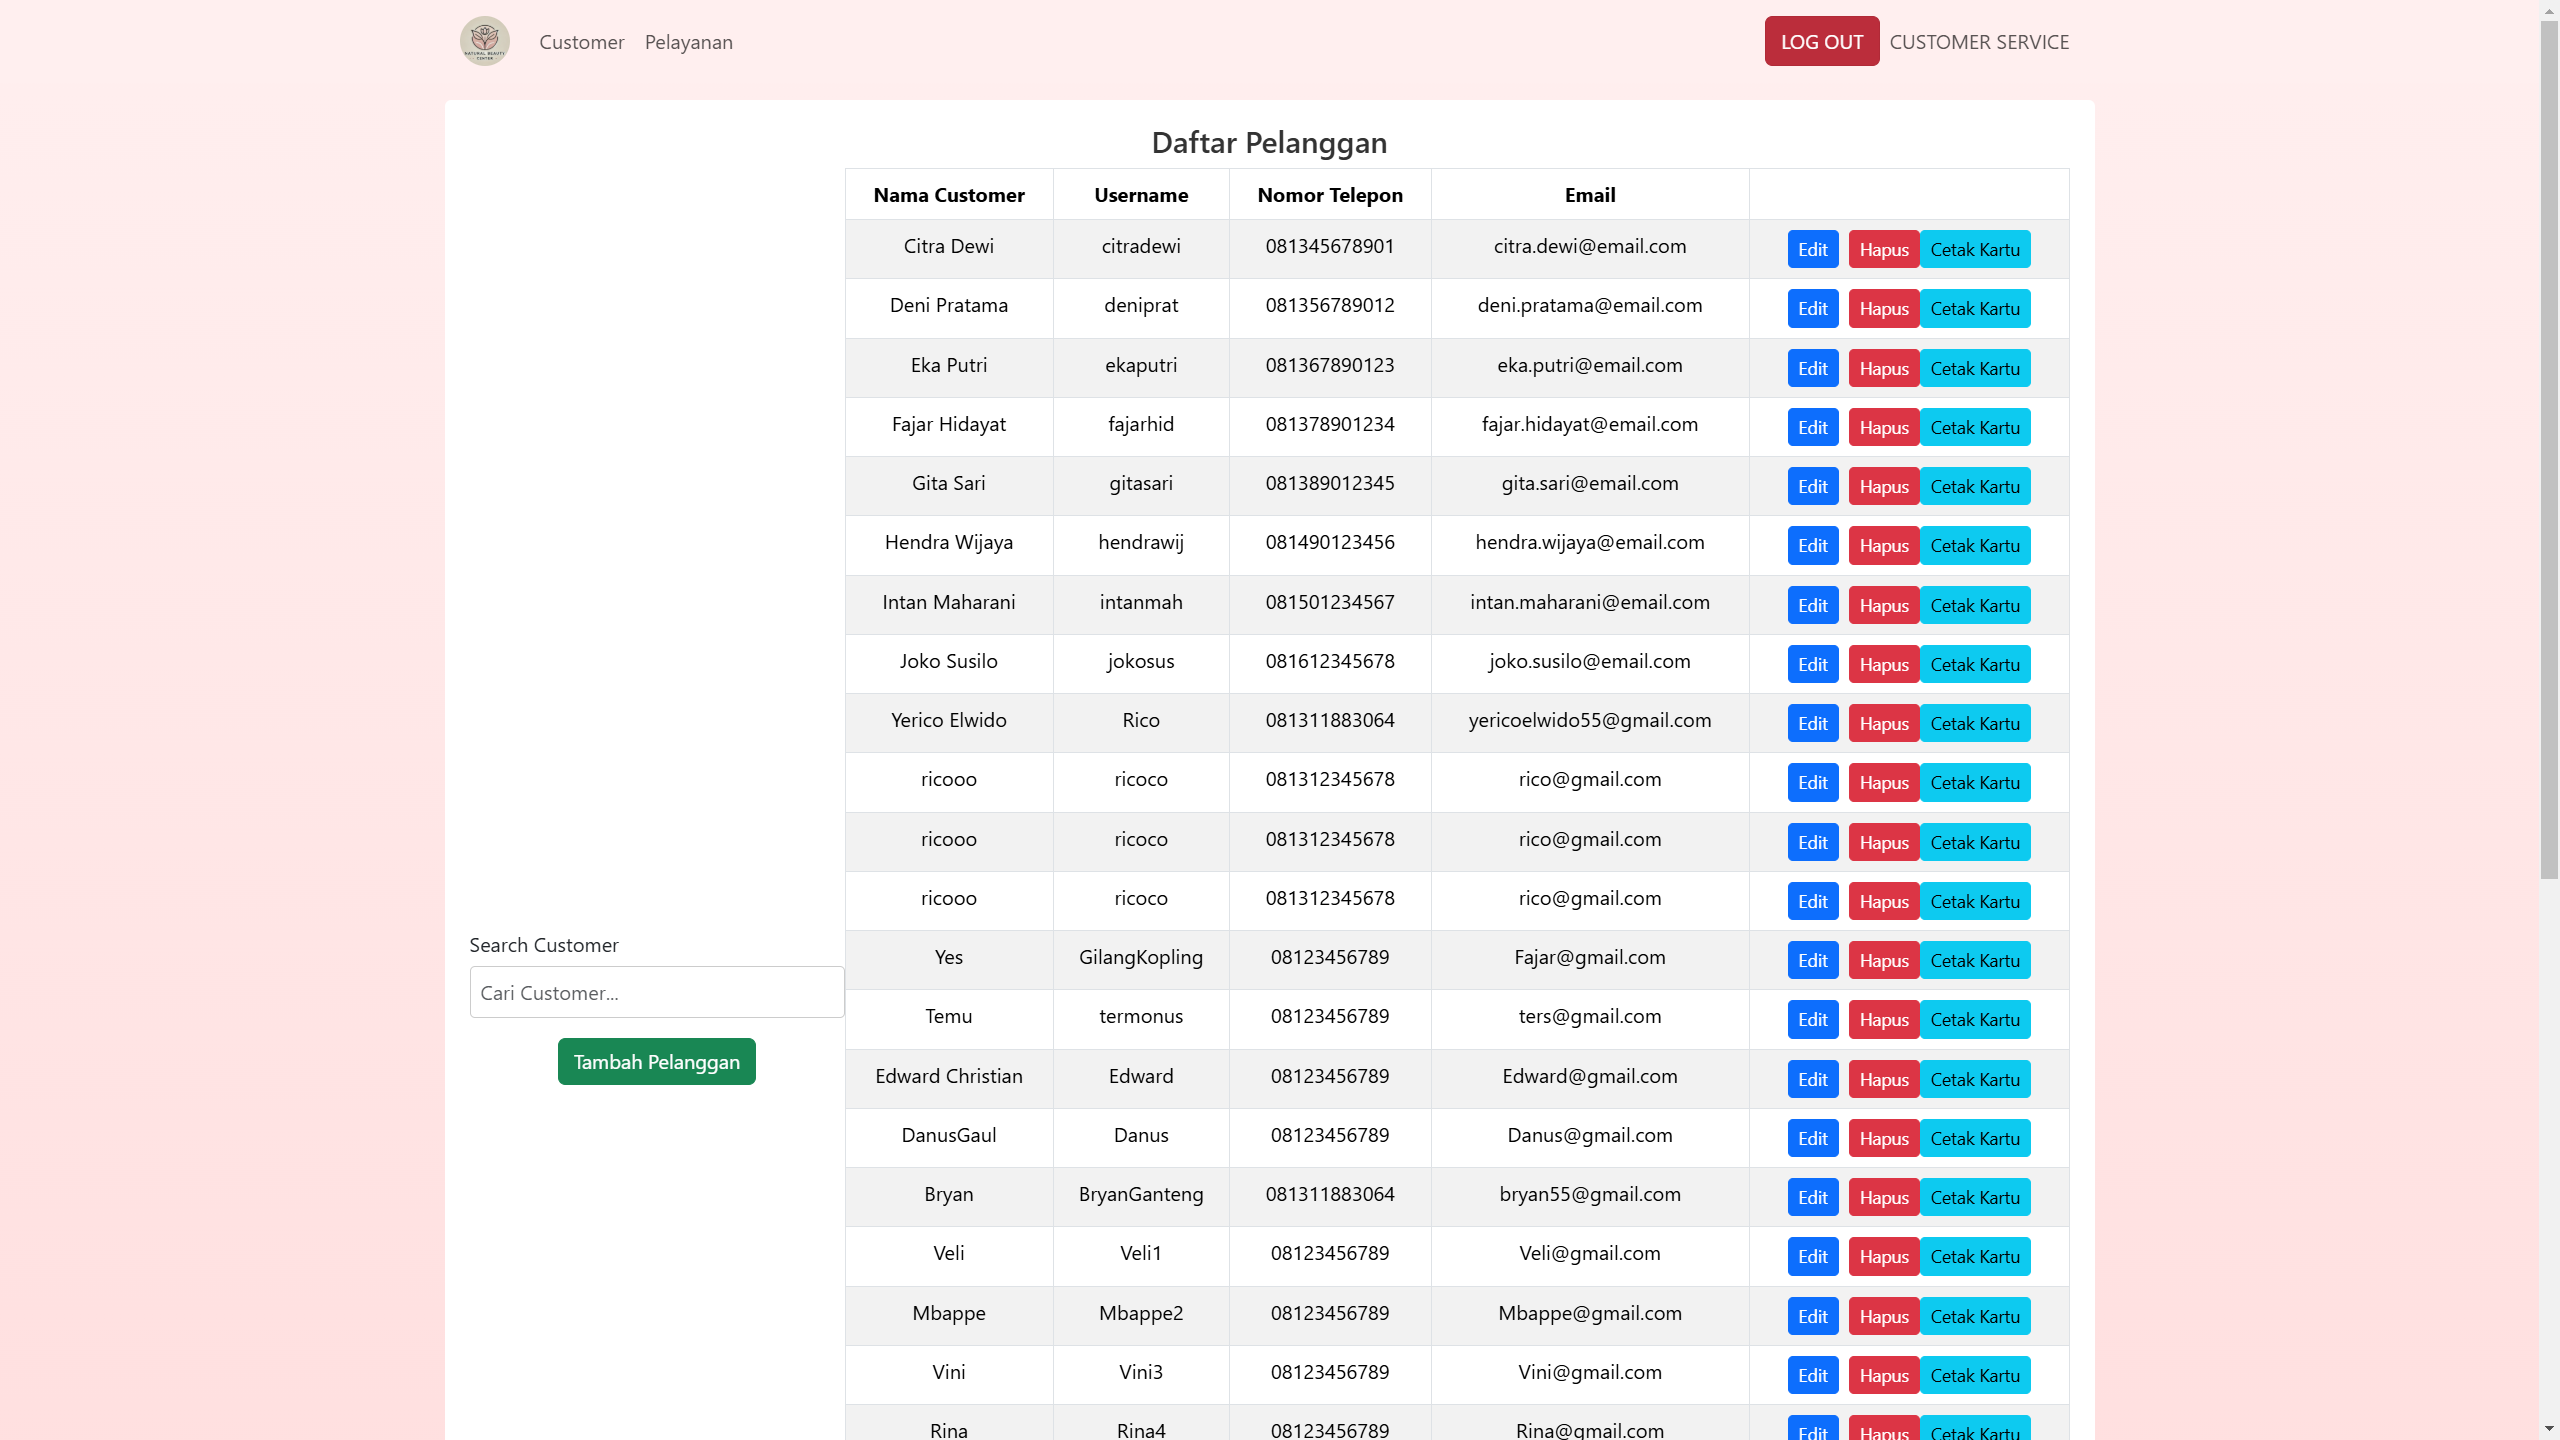 NATURAL BEAUTY
CENTER
Customer Pelayanan LOG OUT CUSTOMER SERVICE
Daftar Pelanggan
Nama Customer Username Nomor Telepon Email
Citra Dewi citradewi 081345678901 citra.dewi@email.com Edit Hapus Cetak Kartu
Deni Pratama deniprat 081356789012 deni.pratama@email.com Edit Hapus Cetak Kartu
Eka Putri ekaputri 081367890123 eka.putri@email.com Edit Hapus Cetak Kartu
Fajar Hidayat fajarhid 081378901234 fajar.hidayat@email.com Edit Hapus Cetak Kartu
Gita Sari gitasari 081389012345 gita.sari@email.com Edit Hapus Cetak Kartu
Hendra Wijaya hendrawij 081490123456 hendra.wijaya@email.com Edit Hapus Cetak Kartu
Intan Maharani intanmah 081501234567 intan.maharani@email.com Edit Hapus Cetak Kartu
Joko Susilo jokosus 081612345678 joko.susilo@email.com Edit Hapus Cetak Kartu
Yerico Elwido Rico 081311883064 yericoelwido55@gmail.com Edit Hapus Cetak Kartu
ricooo ricoco 081312345678 rico@gmail.com Edit Hapus Cetak Kartu
ricooo ricoco 081312345678 rico@gmail.com Edit Hapus Cetak Kartu
ricooo ricoco 081312345678 rico@gmail.com Edit Hapus Cetak Kartu
Search Customer
Cari Customer...
Tambah Pelanggan
Yes GilangKopling 08123456789 Fajar@gmail.com Edit Hapus Cetak Kartu
Temu termonus 08123456789 ters@gmail.com Edit Hapus Cetak Kartu
Edward Christian Edward 08123456789 Edward@gmail.com Edit Hapus Cetak Kartu
DanusGaul Danus 08123456789 Danus@gmail.com Edit Hapus Cetak Kartu
Bryan BryanGanteng 081311883064 bryan55@gmail.com Edit Hapus Cetak Kartu
Veli Veli1 08123456789 Veli@gmail.com Edit Hapus Cetak Kartu
Mbappe Mbappe2 08123456789 Mbappe@gmail.com Edit Hapus Cetak Kartu
Vini Vini3 08123456789 Vini@gmail.com Edit Hapus Cetak Kartu
Rina Rina4 08123456789 Rina@gmail.com Edit Hapus Cetak Kartu